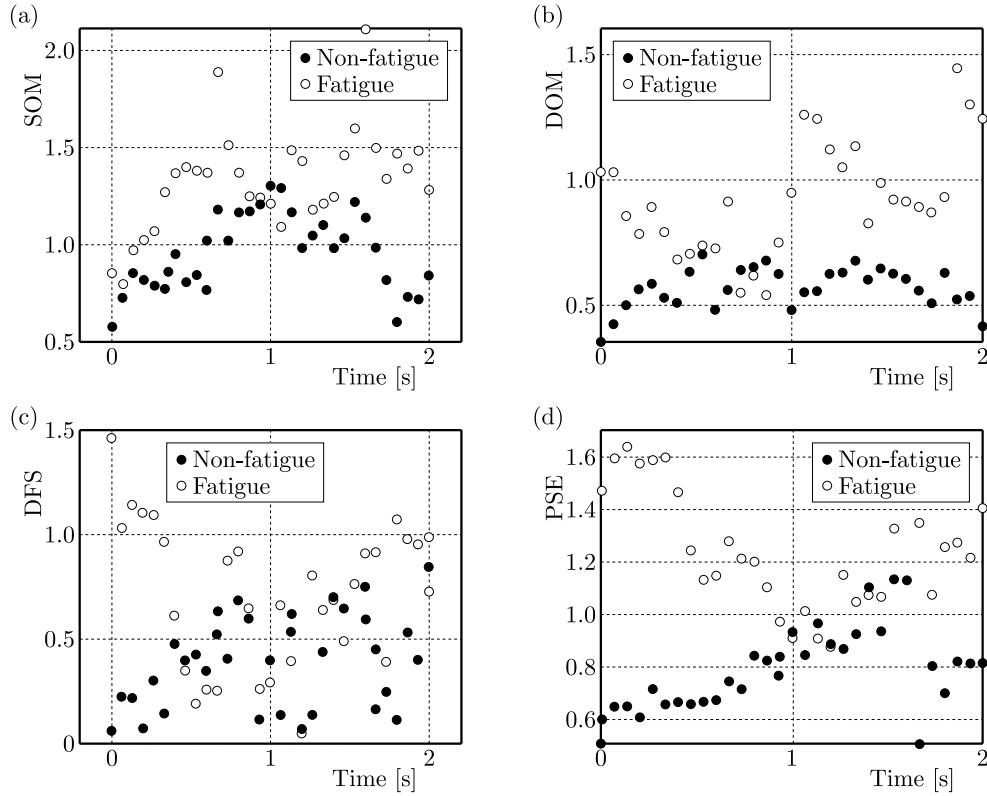 (a)
SOM
2.0
1.5
1.0
0.5
Non-fatigue
Fatigue
0 1 2
Time [s]
(b)
DOM
1.5
1.0
0.5
Non-fatigue
Fatigue
0 1 2
Time [s]
(c)
DFS
1.5
1.0
0.5
0
Non-fatigue
Fatigue
0 1 2
Time [s]
(d)
PSE
1.6
1.4
1.2
1.0
0.8
0.6
Non-fatigue
Fatigue
0 1 2
Time [s]